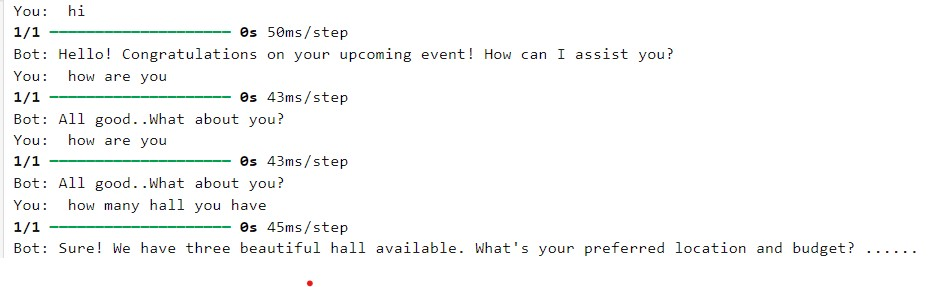 You:  hi
1/1 ━━━━━━━━━━━━━━━━━━━━ 0s 50ms/step
Bot: Hello! Congratulations on your upcoming event! How can I assist you?
You:  how are you
1/1 ━━━━━━━━━━━━━━━━━━━━ 0s 43ms/step
Bot: All good..What about you?
You:  how are you
1/1 ━━━━━━━━━━━━━━━━━━━━ 0s 43ms/step
Bot: All good..What about you?
You:  how many hall you have
1/1 ━━━━━━━━━━━━━━━━━━━━ 0s 45ms/step
Bot: Sure! We have three beautiful hall available. What's your preferred location and budget? ......